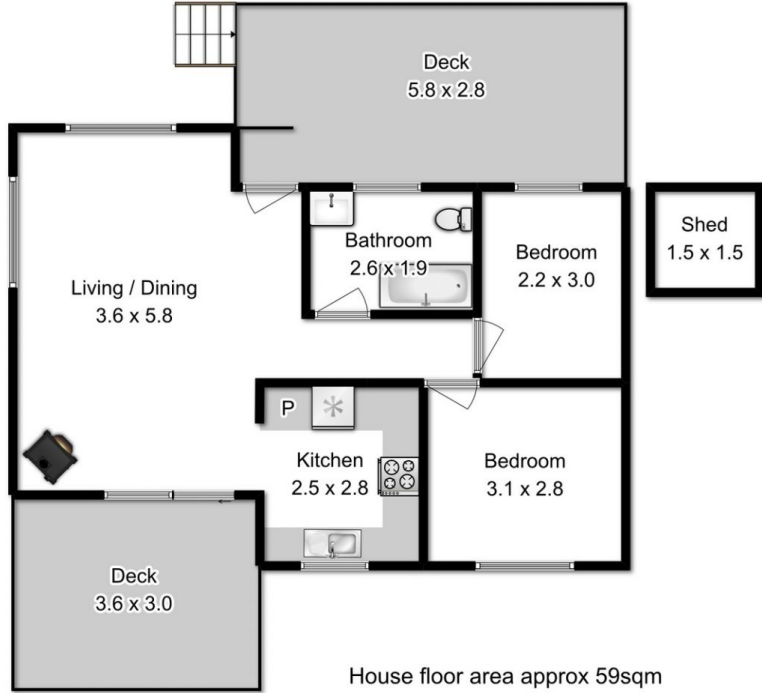 Deck
5.8 x 2.8
Shed
1.5 x 1.5
Bathroom
2.6 x 1.9
Bedroom
2.2 x 3.0
Living / Dining
3.6 x 5.8
P
Kitchen
2.5 x 2.8
Bedroom
3.1 x 2.8
Deck
3.6 x 3.0
House floor area approx 59sqm